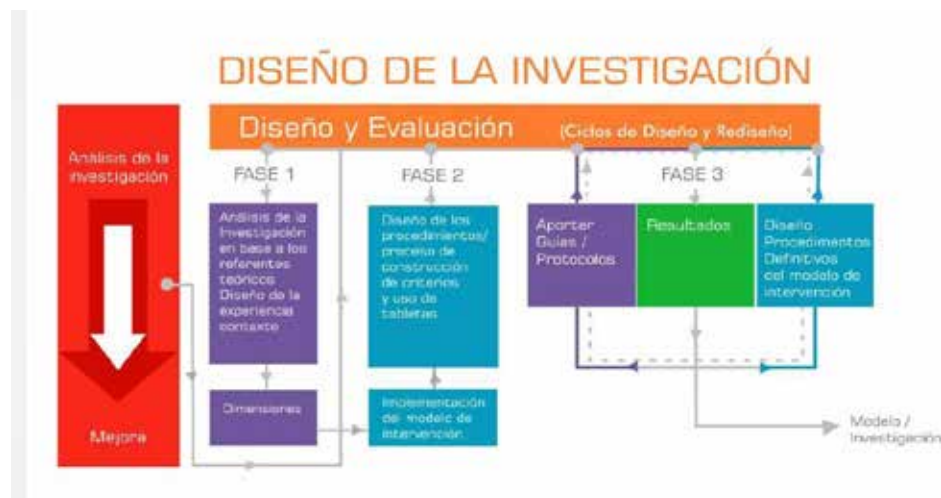 DISEÑO DE LA INVESTIGACIÓN
Diseño y Evaluación
(Ciclos de Diseño y Rediseño)
Análisis de la
investigación
Mejora
FASE 1
Análisis de la
Investigación
en base a los
referentes
teóricos
Diseño de la
experiencia
contexto
Dimensiones
FASE 2
Diseño de los
procedimientos/
proceso de
construcción
de criterios
y uso de
tabletas
Implementación
del modelo de
intervención
FASE 3
Aporter
Guias /
Protocolos
Resultados
Diseño
Procedimentos
Definitivos
del modelo de
intervención
Modelo /
Investigación